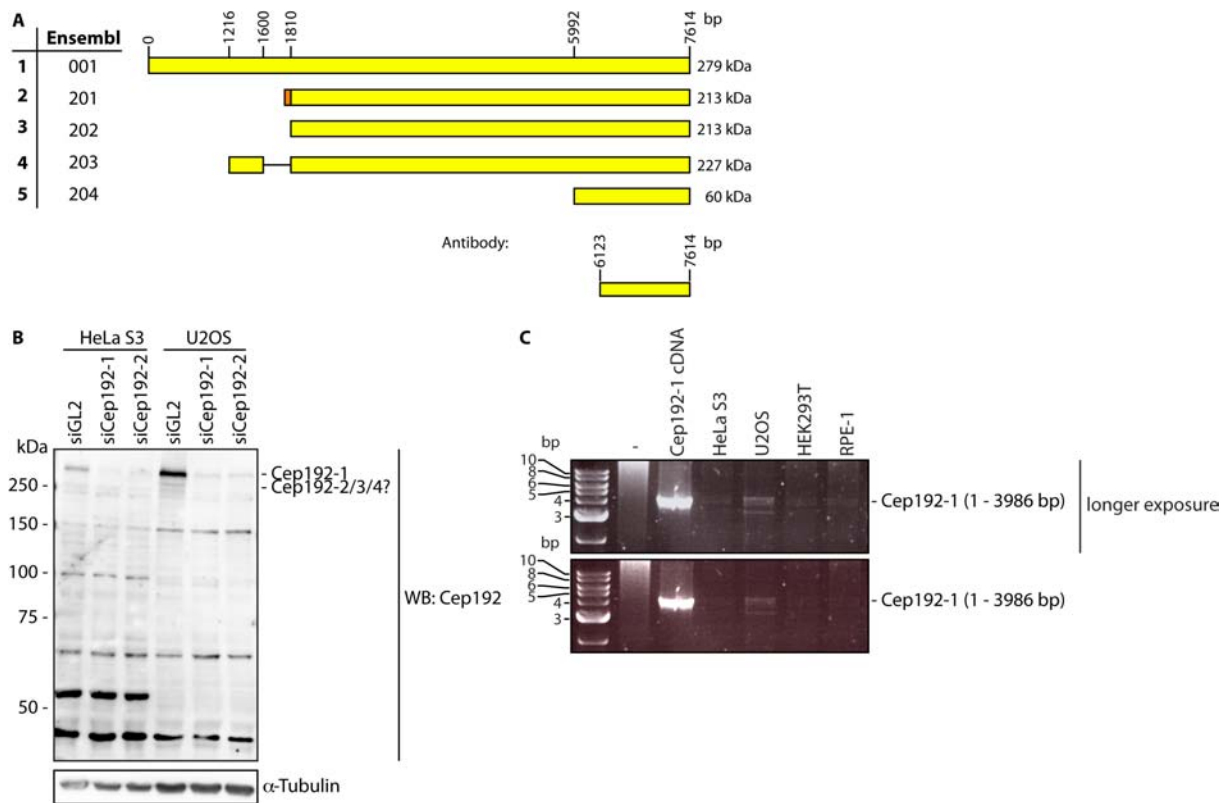 A
Ensembl
0 1216 1600 1810 5992 7614 bp
1 001 279 kDa
2 201 213 kDa
3 202 213 kDa
4 203 227 kDa
5 204 60 kDa
Antibody: 6123 7614 bp
B
HeLa S3 U2OS
siGL2 siCep192-1 siCep192-2 siGL2 siCep192-1 siCep192-2
kDa
250 -
150 -
100 -
75 -
50 -
- Cep192-1
- Cep192-2/3/4?
WB: Cep192
α-Tubulin
C
- Cep192-1 cDNA HeLa S3 U2OS HEK293T RPE-1
bp
10
8
6
5
4
3
- Cep192-1 (1 - 3986 bp)
longer exposure
bp
10
8
6
5
4
3
- Cep192-1 (1 - 3986 bp)